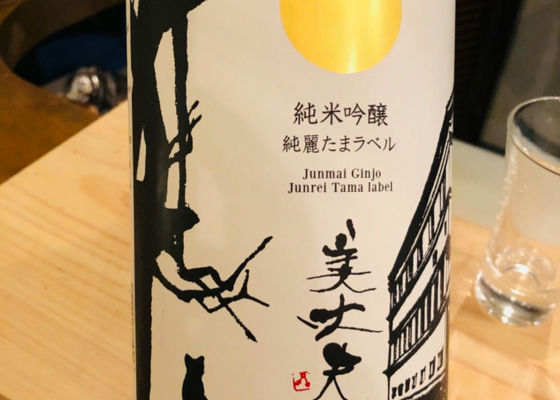 純米吟醸
純麗たまラベル
Junmai Ginjo
Junrei Tama label
美丈夫